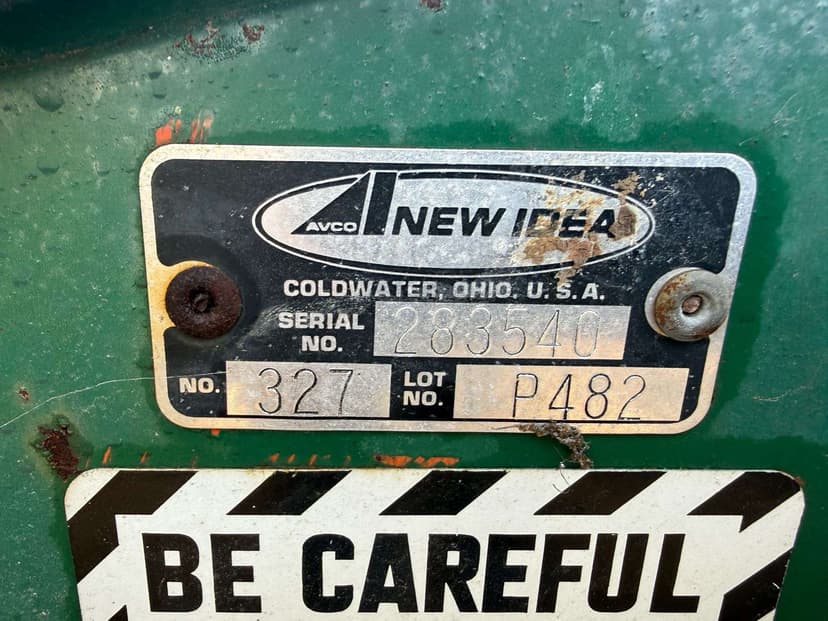 AVCO NEW IDEA
COLDWATER, OHIO, U.S.A.
SERIAL NO. 283540
NO. 327 LOT NO. P482
BE CAREFUL